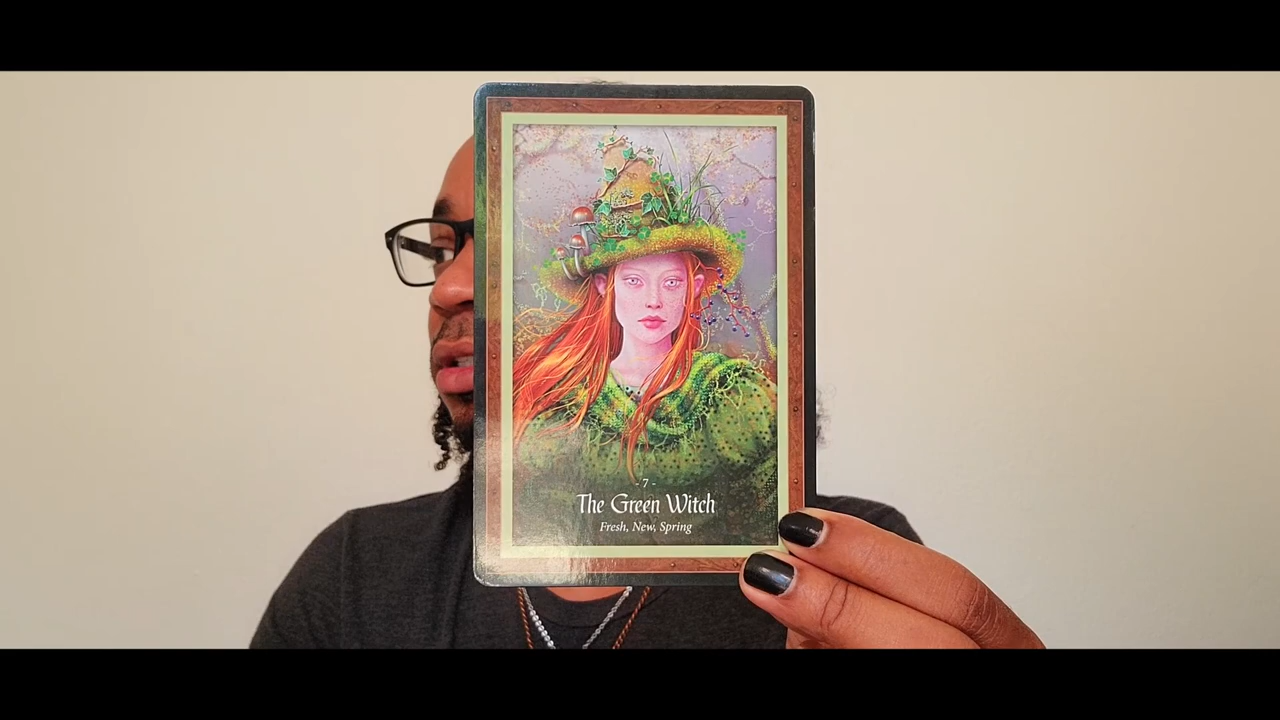 - 7 -
The Green Witch
Fresh, New, Spring